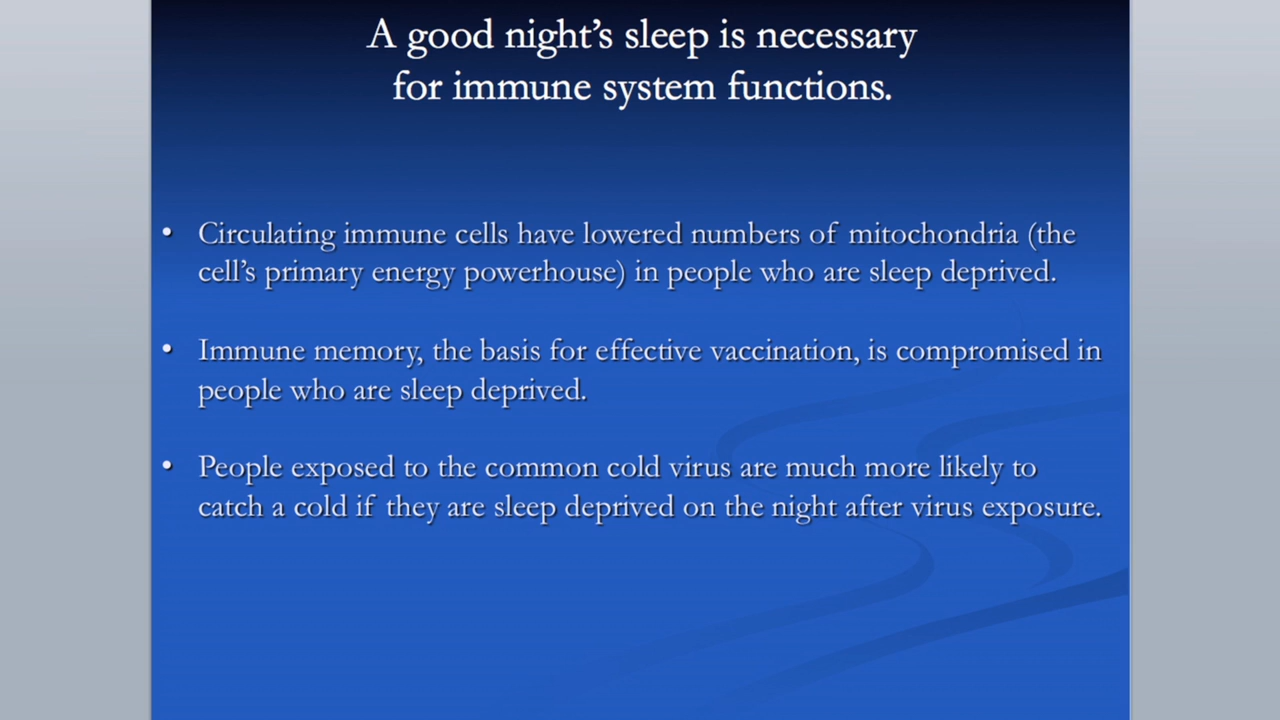 A good night's sleep is necessary
for immune system functions.
• Circulating immune cells have lowered numbers of mitochondria (the
cell's primary energy powerhouse) in people who are sleep deprived.
• Immune memory, the basis for effective vaccination, is compromised in
people who are sleep deprived.
• People exposed to the common cold virus are much more likely to
catch a cold if they are sleep deprived on the night after virus exposure.